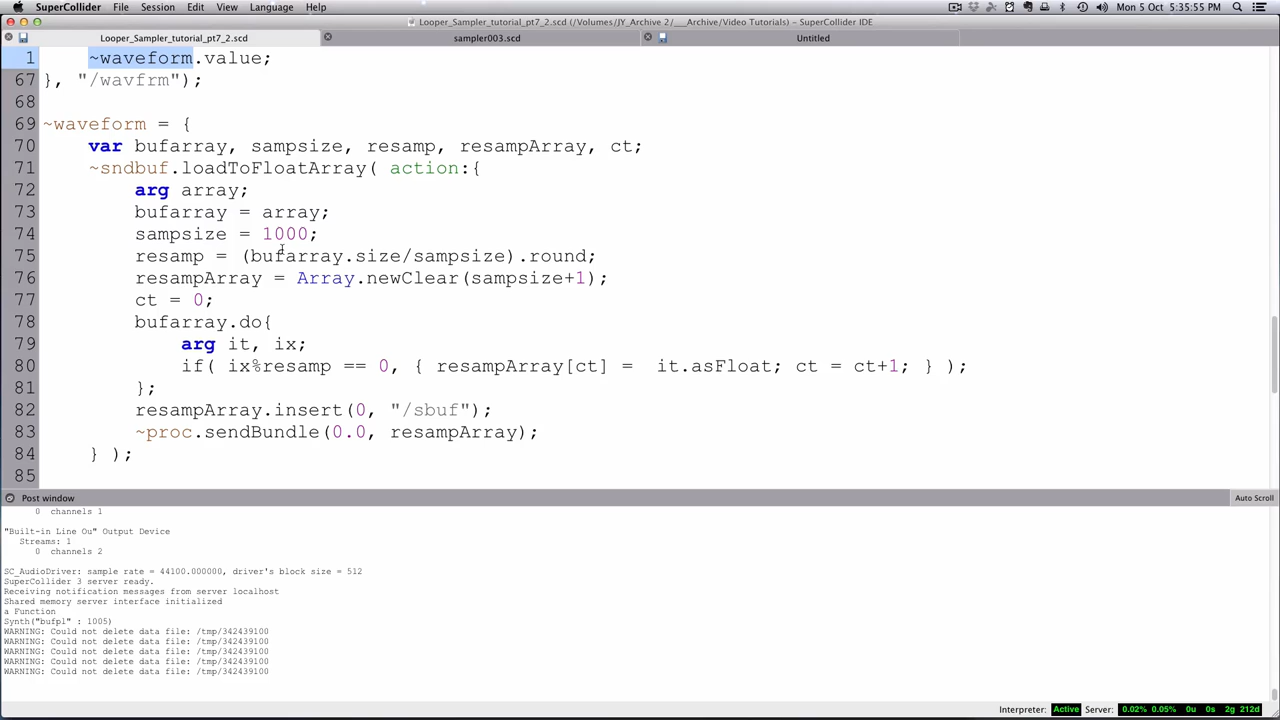 SuperCollider File Session Edit View Language Help Mon 5 Oct 5:35:55 PM
Looper_Sampler_tutorial_pt7_2.scd (/Volumes/JY_Archive 2/___Archive/Video Tutorials) – SuperCollider IDE
Looper_Sampler_tutorial_pt7_2.scd sampler003.scd Untitled
1 ~waveform.value;
67 }, "/wavfrm");
68
69 ~waveform = {
70 var bufarray, sampsize, resamp, resampArray, ct;
71 ~sndbuf.loadToFloatArray( action:{
72 arg array;
73 bufarray = array;
74 sampsize = 1000;
75 resamp = (bufarray.size/sampsize).round;
76 resampArray = Array.newClear(sampsize+1);
77 ct = 0;
78 bufarray.do{
79 arg it, ix;
80 if( ix%resamp == 0, { resampArray[ct] = it.asFloat; ct = ct+1; } );
81 };
82 resampArray.insert(0, "/sbuf");
83 ~proc.sendBundle(0.0, resampArray);
84 } );
85
Post window Auto Scroll
0 channels 1
"Built-in Line Ou" Output Device
Streams: 1
0 channels 2
SC_AudioDriver: sample rate = 44100.000000, driver's block size = 512
SuperCollider 3 server ready.
Receiving notification messages from server localhost
Shared memory server interface initialized
a Function
Synth("bufpl" : 1005)
WARNING: Could not delete data file: /tmp/342439100
WARNING: Could not delete data file: /tmp/342439100
WARNING: Could not delete data file: /tmp/342439100
WARNING: Could not delete data file: /tmp/342439100
WARNING: Could not delete data file: /tmp/342439100
Interpreter: Active Server: 0.02% 0.05% 0u 0s 2g 212d